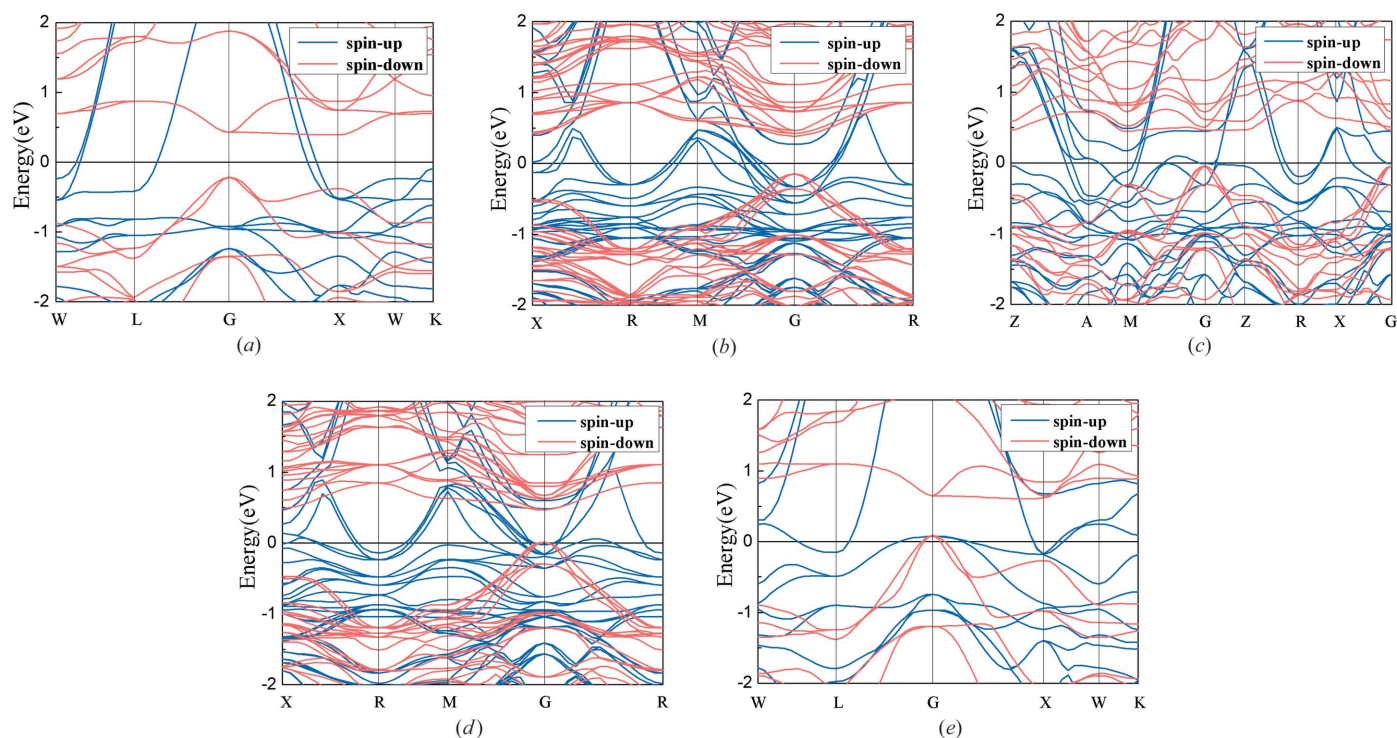 2
1
0
-1
-2
Energy(eV)
spin-up
spin-down
W L G X W K
(a)
2
1
0
-1
-2
Energy(eV)
spin-up
spin-down
X R M G R
(b)
2
1
0
-1
-2
Energy(eV)
spin-up
spin-down
Z A M G Z R X G
(c)
2
1
0
-1
-2
Energy(eV)
spin-up
spin-down
X R M G R
(d)
2
1
0
-1
-2
Energy(eV)
spin-up
spin-down
W L G X W K
(e)